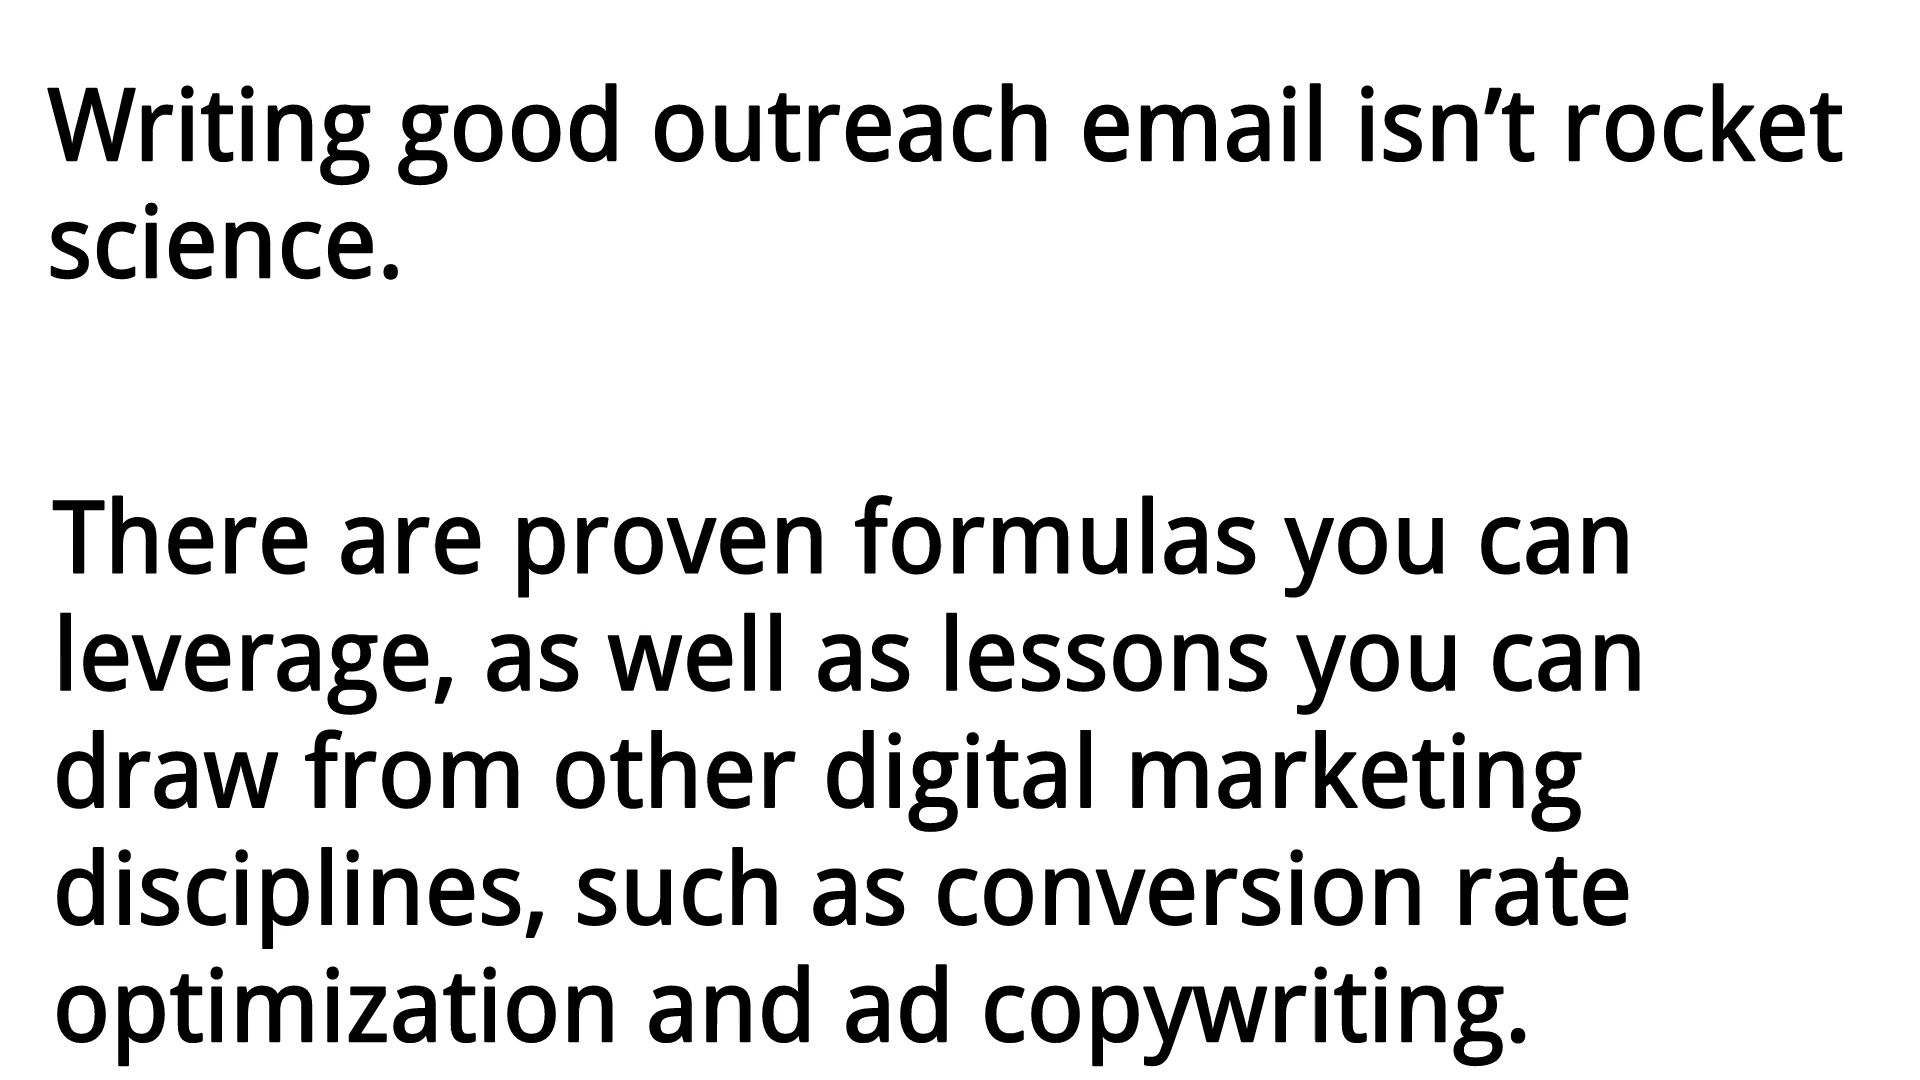 Writing good outreach email isn’t rocket
science.
There are proven formulas you can
leverage, as well as lessons you can
draw from other digital marketing
disciplines, such as conversion rate
optimization and ad copywriting.